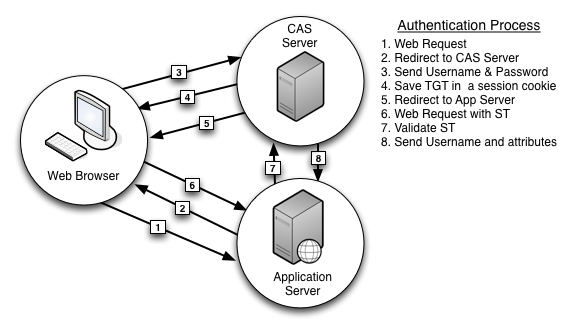 CAS
Server
3
4
5
Web Browser
6
2
1
7
8
Application
Server
Authentication Process
1. Web Request
2. Redirect to CAS Server
3. Send Username & Password
4. Save TGT in  a session cookie
5. Redirect to App Server
6. Web Request with ST
7. Validate ST
8. Send Username and attributes